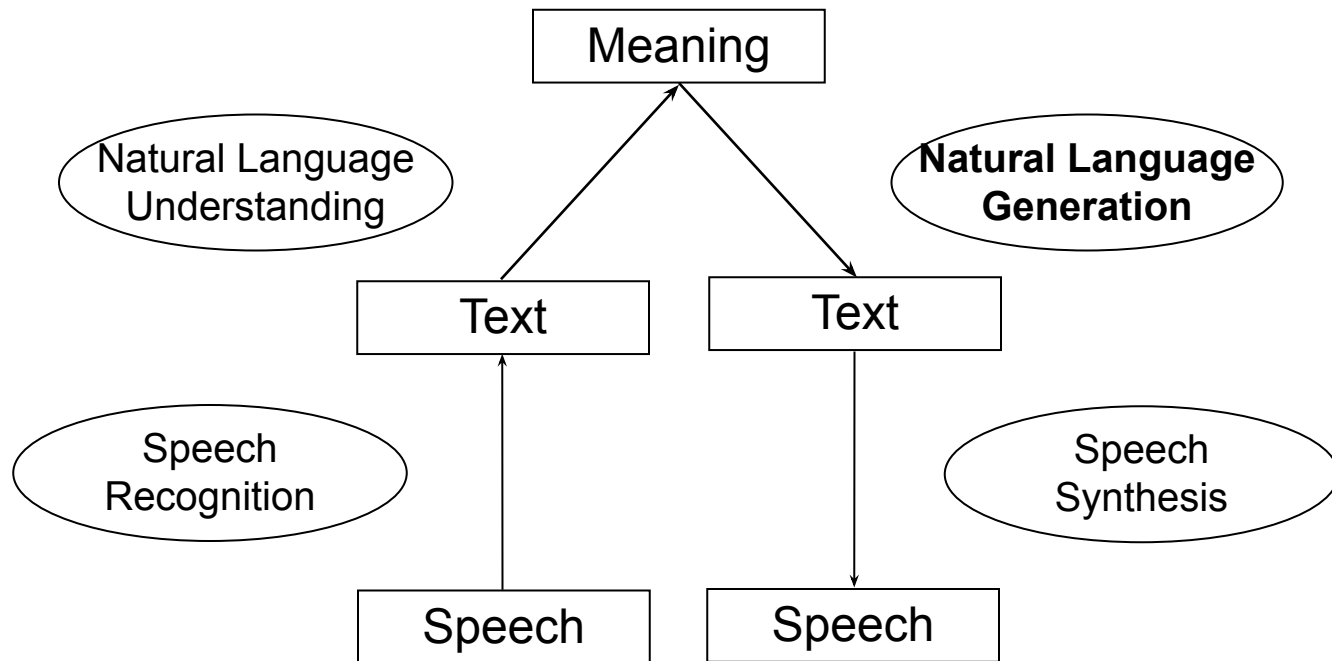 Meaning
Natural Language
Understanding
Natural Language
Generation
Text
Text
Speech
Recognition
Speech
Synthesis
Speech
Speech